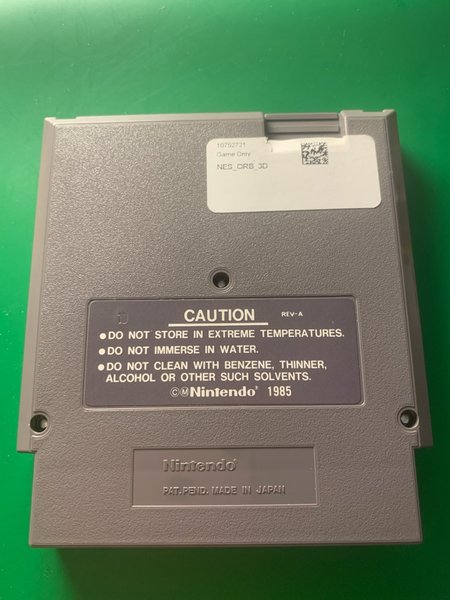 10752721
Game Only
NES_ORB_3D
CAUTION REV-A
● DO NOT STORE IN EXTREME TEMPERATURES.
● DO NOT IMMERSE IN WATER.
● DO NOT CLEAN WITH BENZENE, THINNER,
ALCOHOL OR OTHER SUCH SOLVENTS.
©Ⓜ Nintendo® 1985
Nintendo®
PAT. PEND. MADE IN JAPAN